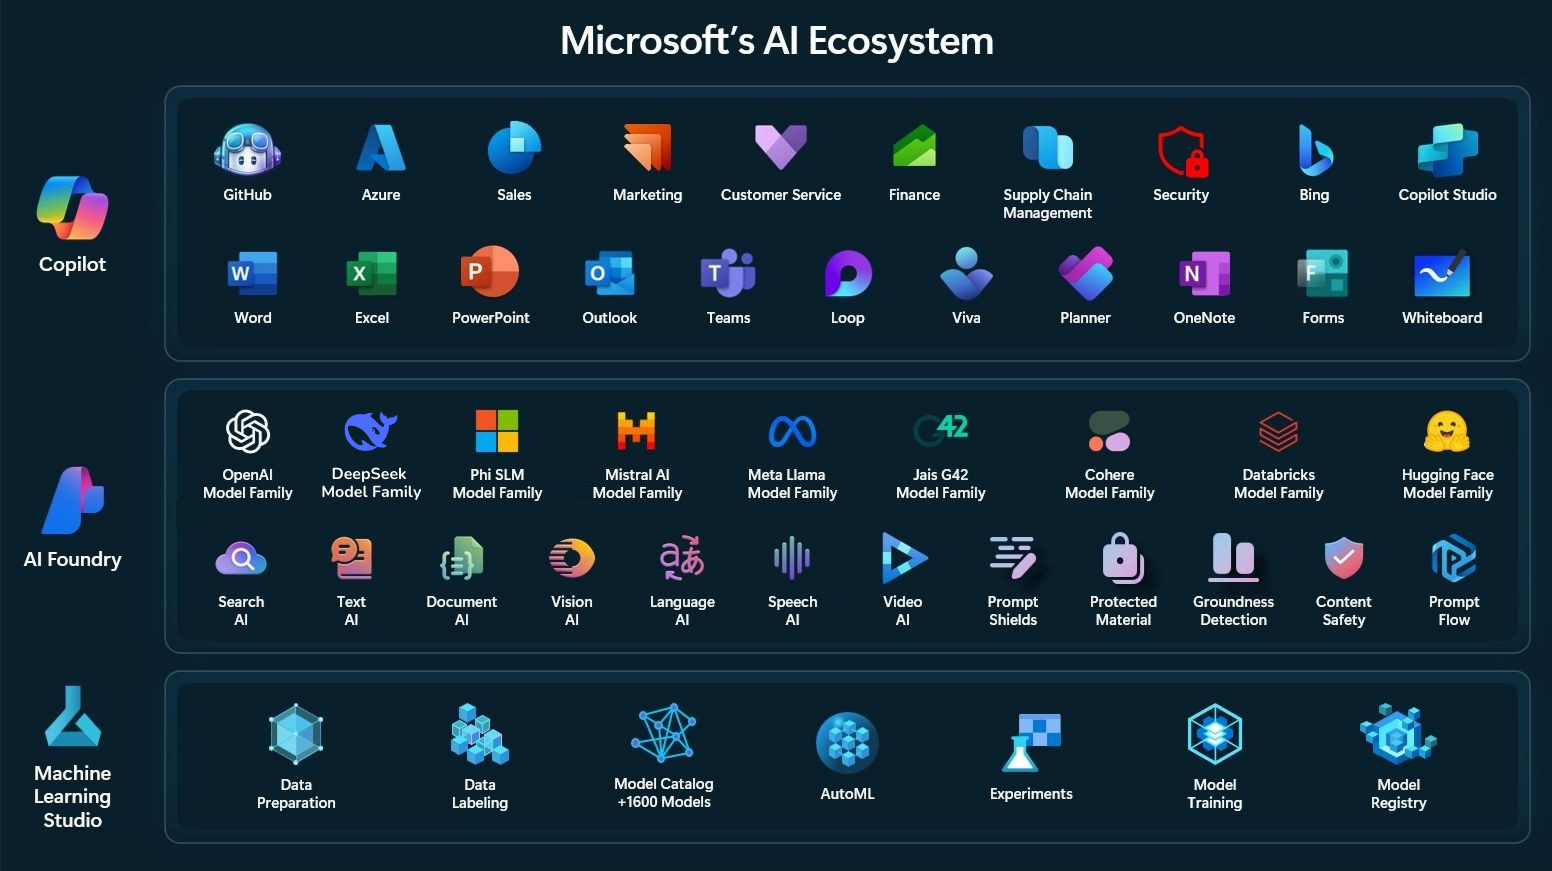 Microsoft's AI Ecosystem
Copilot
GitHub
Azure
Sales
Marketing
Customer Service
Finance
Supply Chain
Management
Security
Bing
Copilot Studio
W
Word
X
Excel
P
PowerPoint
O
Outlook
T
Teams
Loop
Viva
Planner
N
OneNote
F
Forms
Whiteboard
AI Foundry
OpenAI
Model Family
DeepSeek
Model Family
Phi SLM
Model Family
Mistral AI
Model Family
Meta Llama
Model Family
G42
Jais G42
Model Family
Cohere
Model Family
Databricks
Model Family
Hugging Face
Model Family
Search
AI
Text
AI
Document
AI
Vision
AI
aあ
Language
AI
Speech
AI
Video
AI
Prompt
Shields
Protected
Material
Groundness
Detection
Content
Safety
Prompt
Flow
Machine
Learning
Studio
Data
Preparation
Data
Labeling
Model Catalog
+1600 Models
AutoML
Experiments
Model
Training
Model
Registry